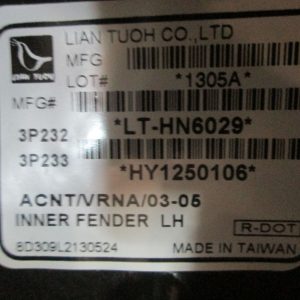 LIAN TUOH CO.,LTD
LIAN TUOH
MFG
LOT#
*1305A*
MFG#
3P232
*LT-HN6029*
3P233
*HY1250106*
ACNT/VRNA/03-05
INNER FENDER LH
R-DOT
8D309L2130524
MADE IN TAIWAN